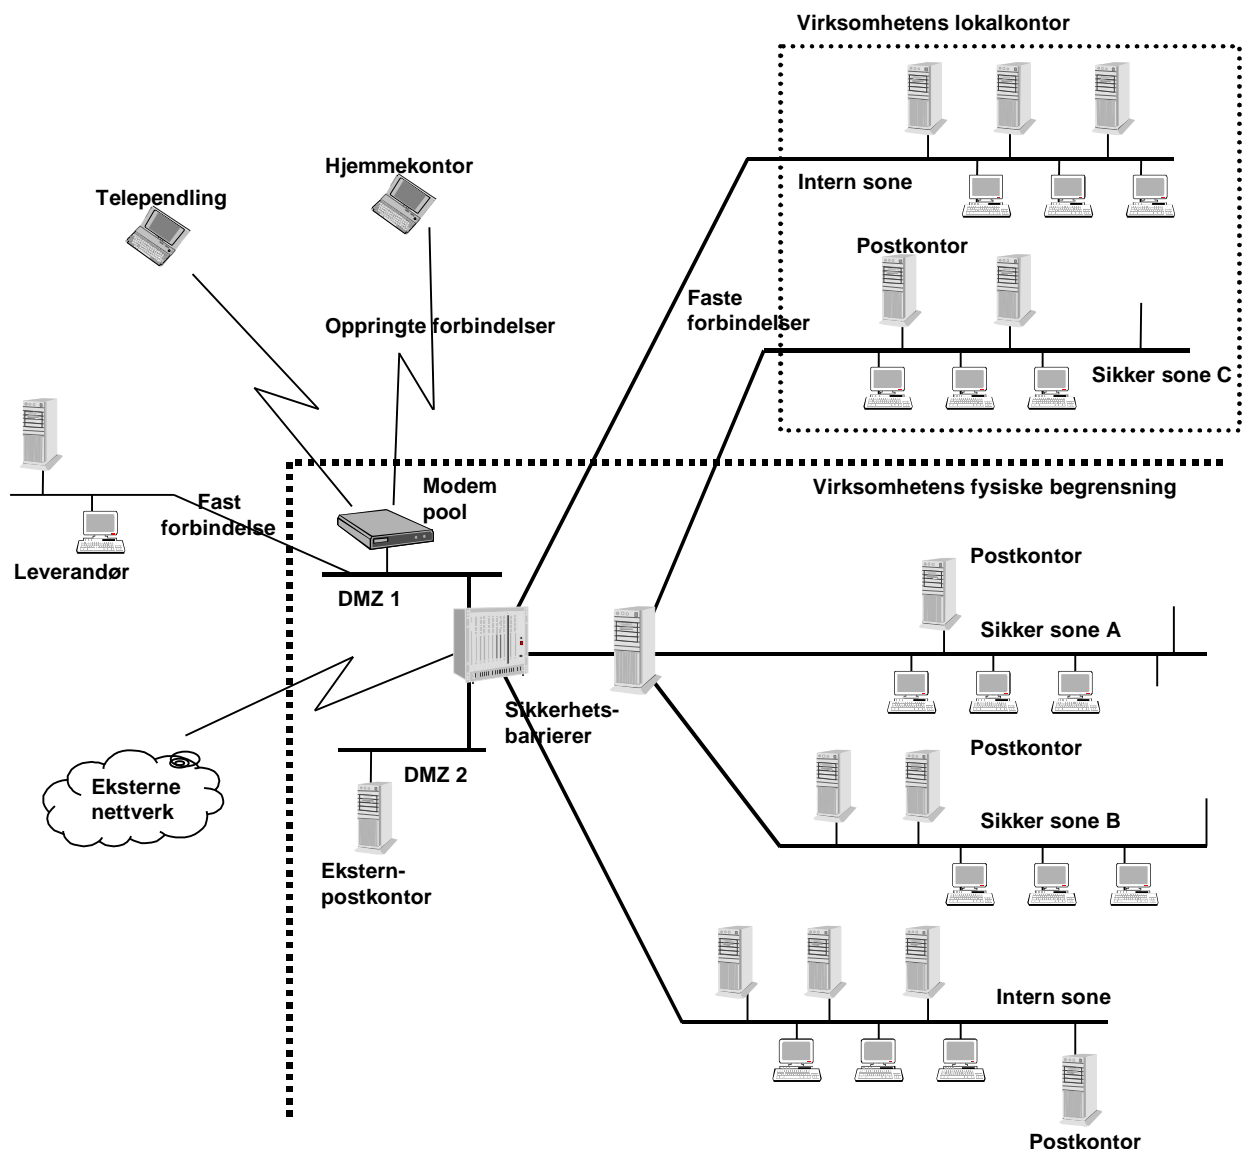 Virksomhetens lokalkontor
Hjemmekontor
Telependling
Intern sone
Postkontor
Faste
forbindelser
Oppringte forbindelser
Sikker sone C
Modem
pool
Virksomhetens fysiske begrensning
Fast
forbindelse
Leverandør
Postkontor
DMZ 1
Sikker sone A
Sikkerhets-
barrierer
Postkontor
DMZ 2
Eksterne
nettverk
Sikker sone B
Ekstern-
postkontor
Intern sone
Postkontor